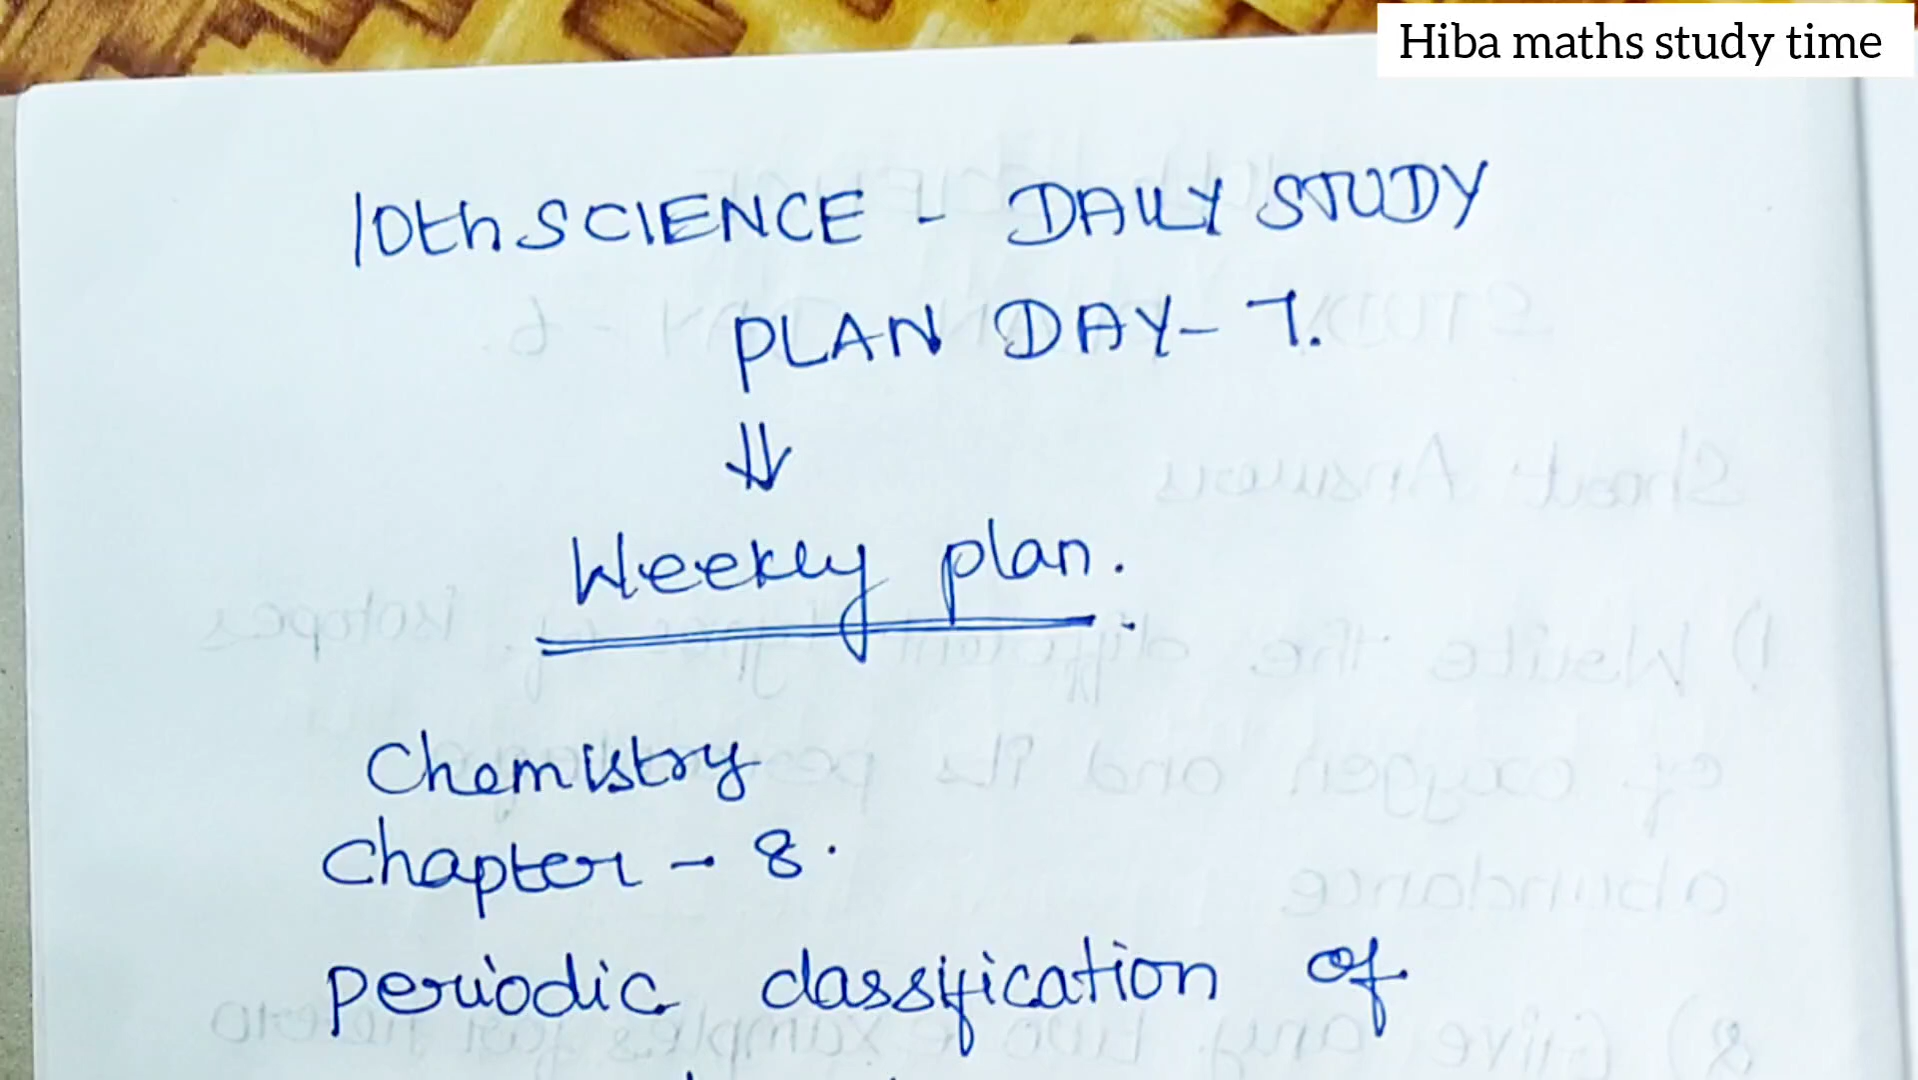 Hiba maths study time
10th SCIENCE - DAILY STUDY
PLAN DAY - 7.
Weekly plan.
Chemistry
Chapter - 8.
periodic classification of